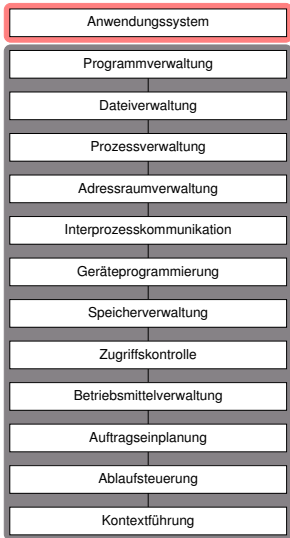 Anwendungssystem
Programmverwaltung
Dateiverwaltung
Prozessverwaltung
Adressraumverwaltung
Interprozesskommunikation
Geräteprogrammierung
Speicherverwaltung
Zugriffskontrolle
Betriebsmittelverwaltung
Auftragseinplanung
Ablaufsteuerung
Kontextführung